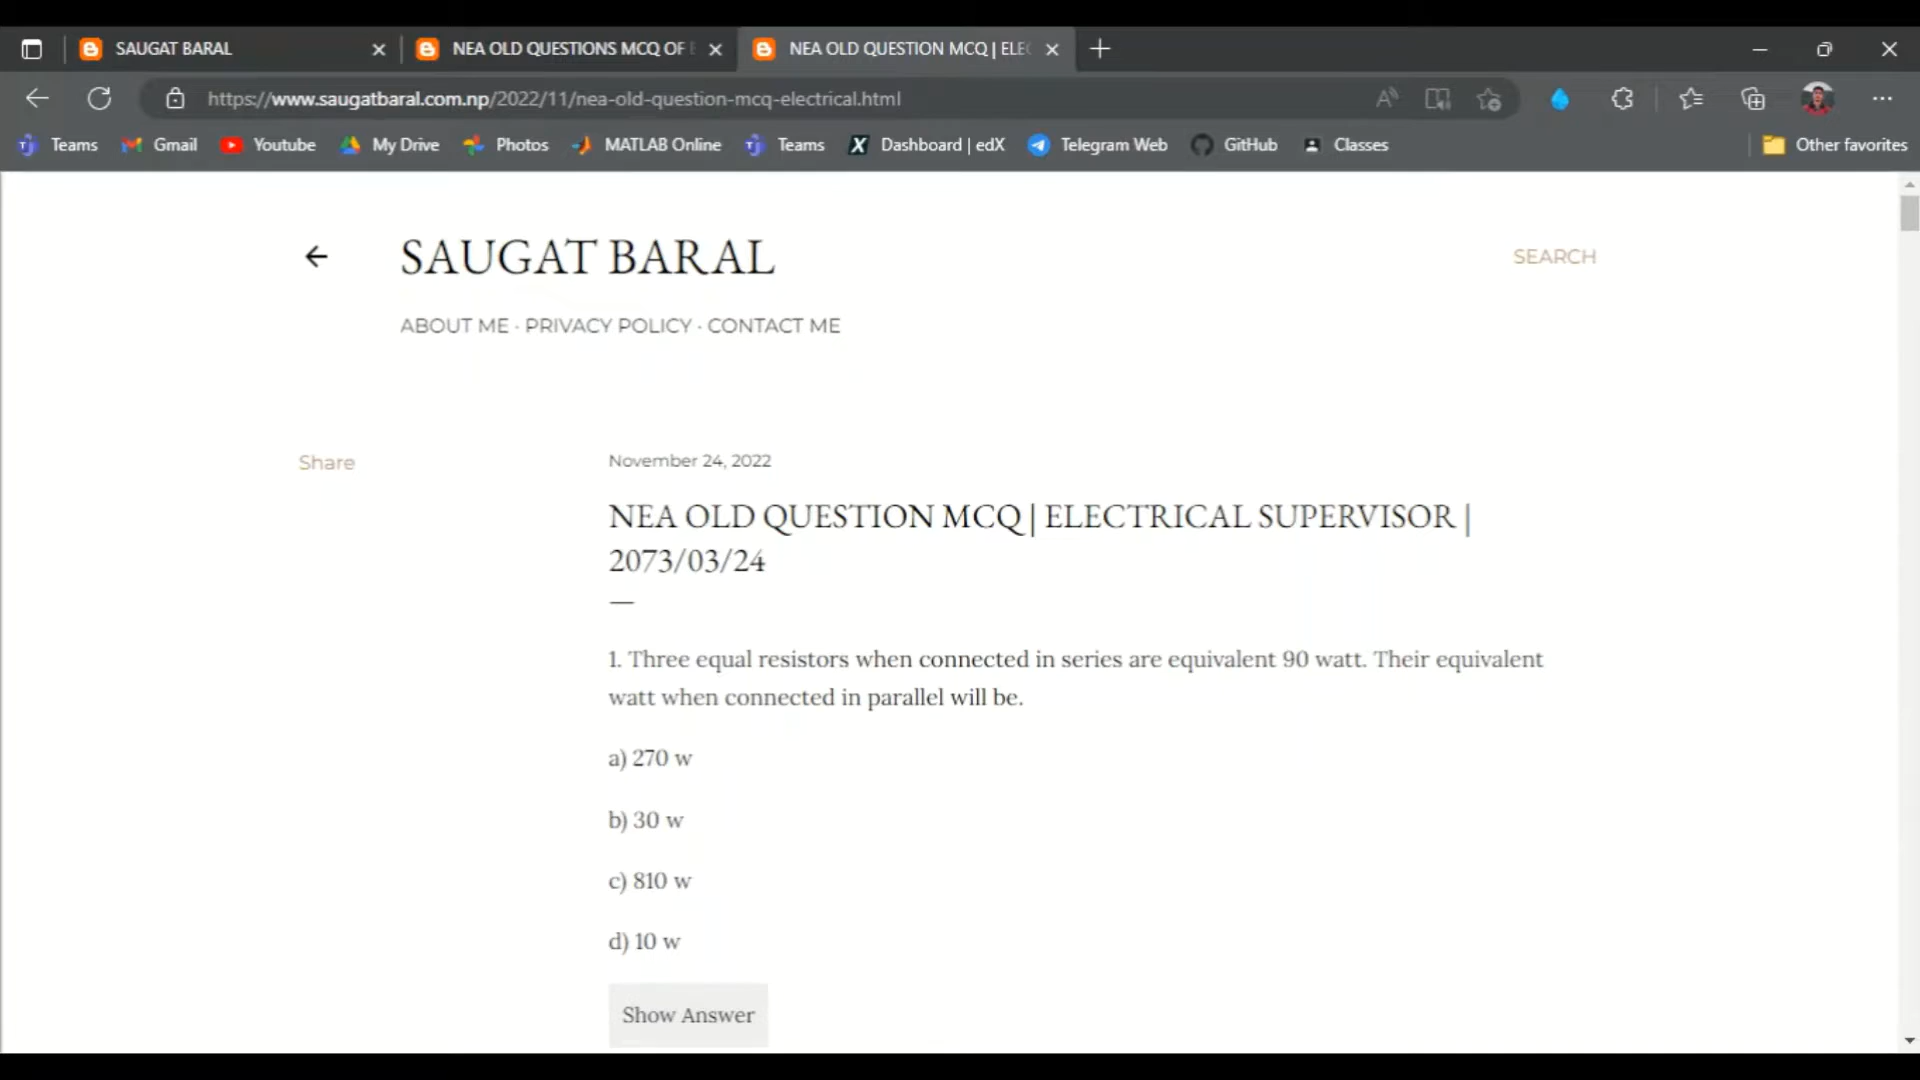 SAUGAT BARAL
NEA OLD QUESTIONS MCQ OF
NEA OLD QUESTION MCQ | ELEC
https://www.saugatbaral.com.np/2022/11/nea-old-question-mcq-electrical.html
Teams Gmail Youtube My Drive Photos MATLAB Online Teams Dashboard | edX Telegram Web GitHub Classes Other favorites
SAUGAT BARAL
SEARCH
ABOUT ME · PRIVACY POLICY · CONTACT ME
Share
November 24, 2022
NEA OLD QUESTION MCQ | ELECTRICAL SUPERVISOR |
2073/03/24
1. Three equal resistors when connected in series are equivalent 90 watt. Their equivalent
watt when connected in parallel will be.
a) 270 w
b) 30 w
c) 810 w
d) 10 w
Show Answer